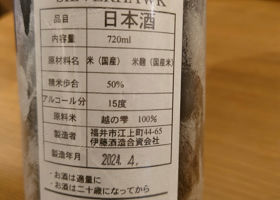 SILVERHAWK
品目 日本酒
内容量 720ml
原材料名 米（国産） 米麹（国産米）
精米歩合 50%
アルコール分 15度
原料米 越の雫 100%
製造者 福井市江上町44-65
伊藤酒造合資会社
製造年月 2024.4.
・お酒は適量に
・お酒は二十歳になってから